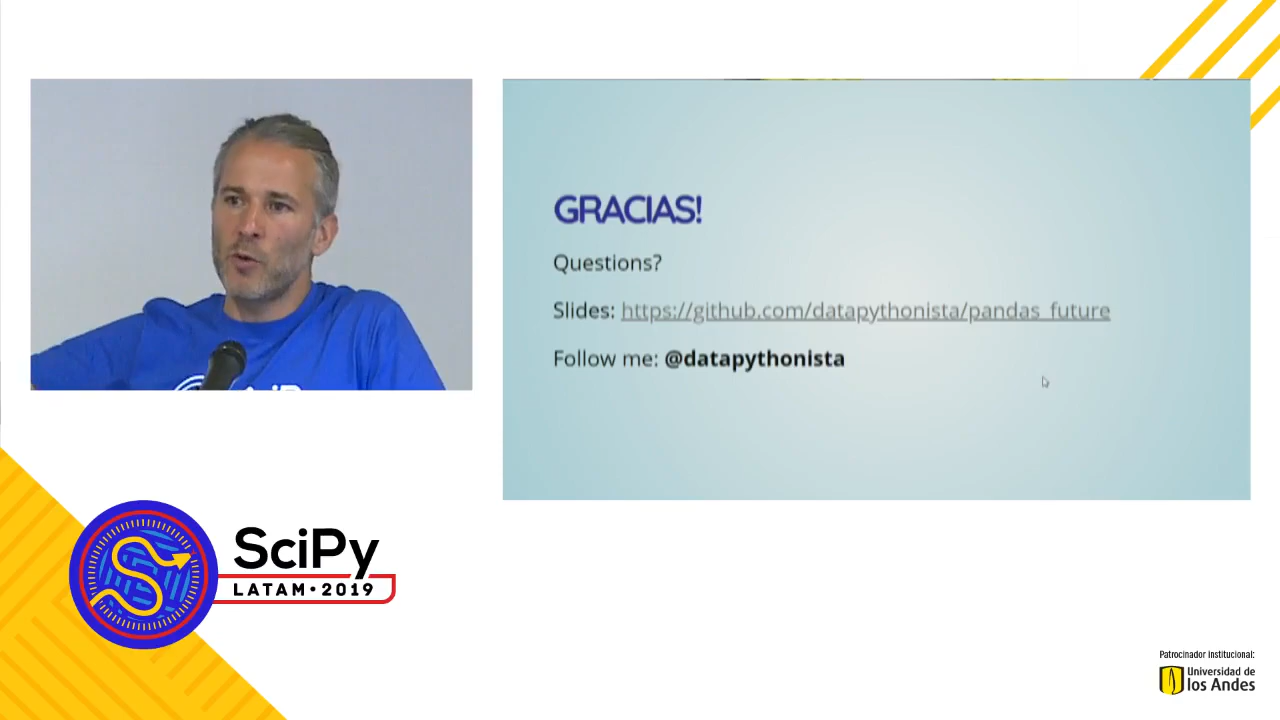 GRACIAS!
Questions?
Slides: https://github.com/datapythonista/pandas_future
Follow me: @datapythonista
SciPy
LATAM·2019
Patrocinador institucional:
Universidad de
los Andes